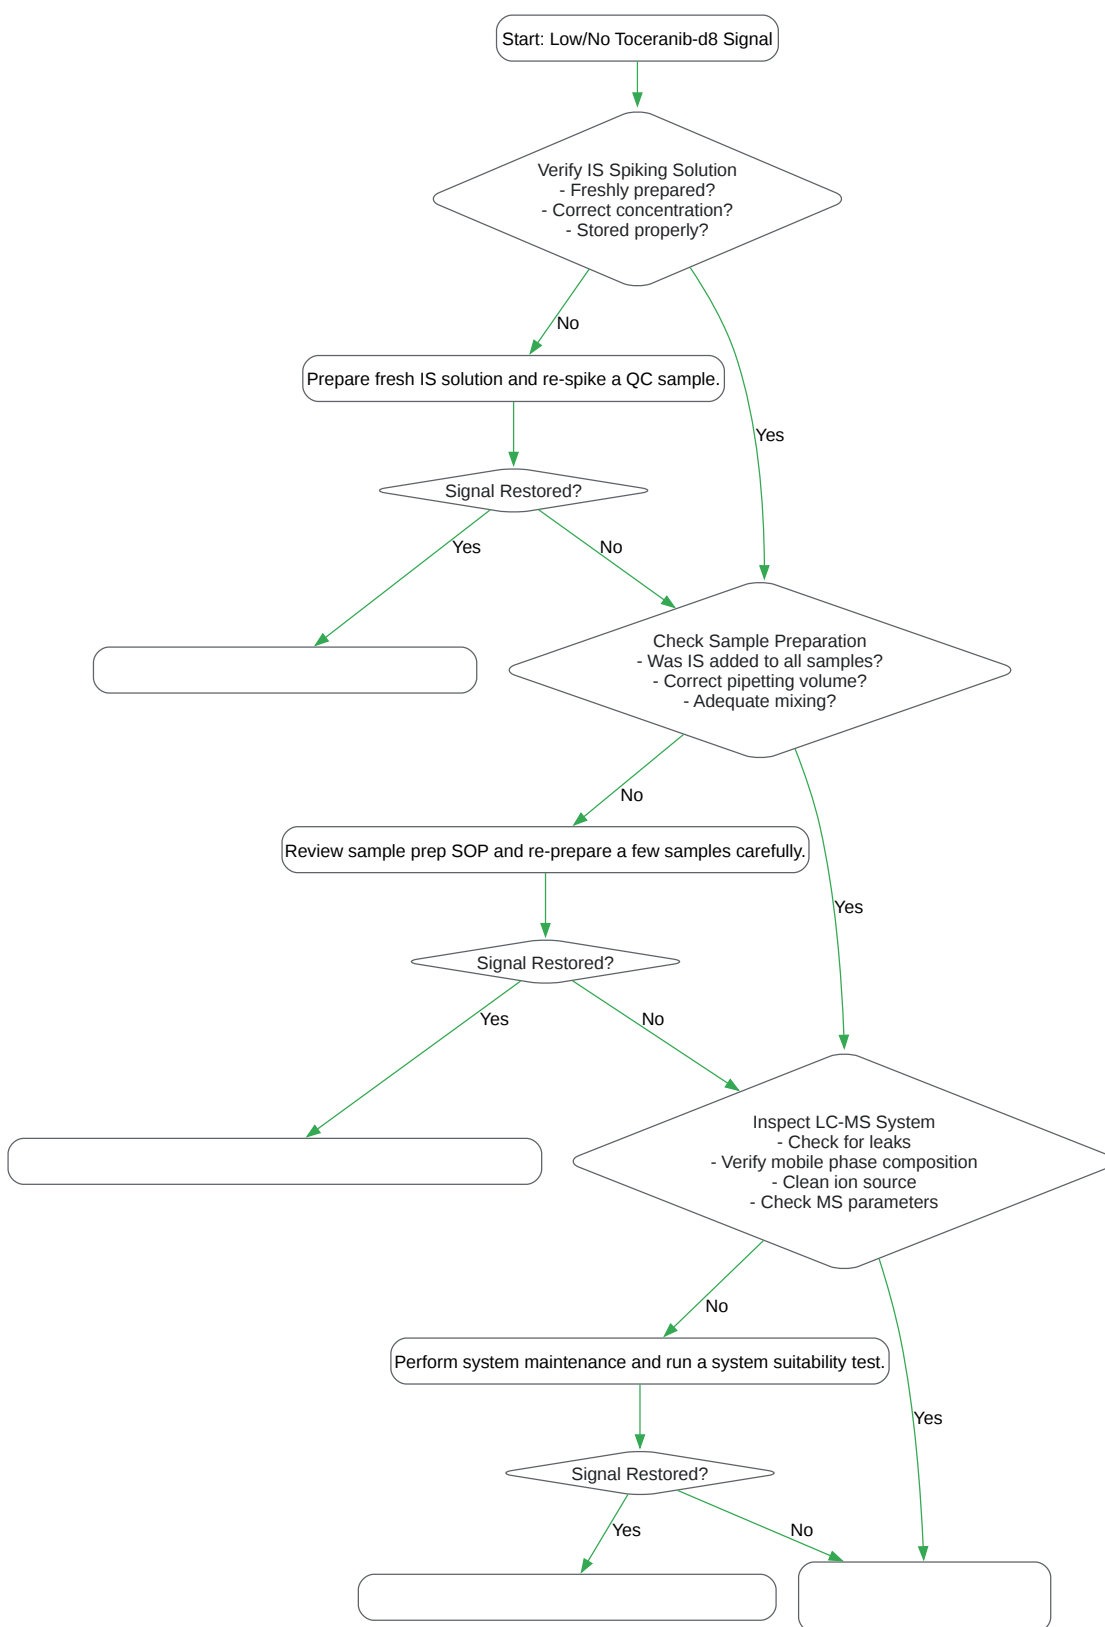 Start: Low/No Toceranib-d8 Signal
Verify IS Spiking Solution
- Freshly prepared?
- Correct concentration?
- Stored properly?
No
Prepare fresh IS solution and re-spike a QC sample.
Yes
Signal Restored?
Yes
No
Check Sample Preparation
- Was IS added to all samples?
- Correct pipetting volume?
- Adequate mixing?
No
Review sample prep SOP and re-prepare a few samples carefully.
Yes
Signal Restored?
Yes
No
Inspect LC-MS System
- Check for leaks
- Verify mobile phase composition
- Clean ion source
- Check MS parameters
No
Perform system maintenance and run a system suitability test.
Yes
Signal Restored?
Yes
No